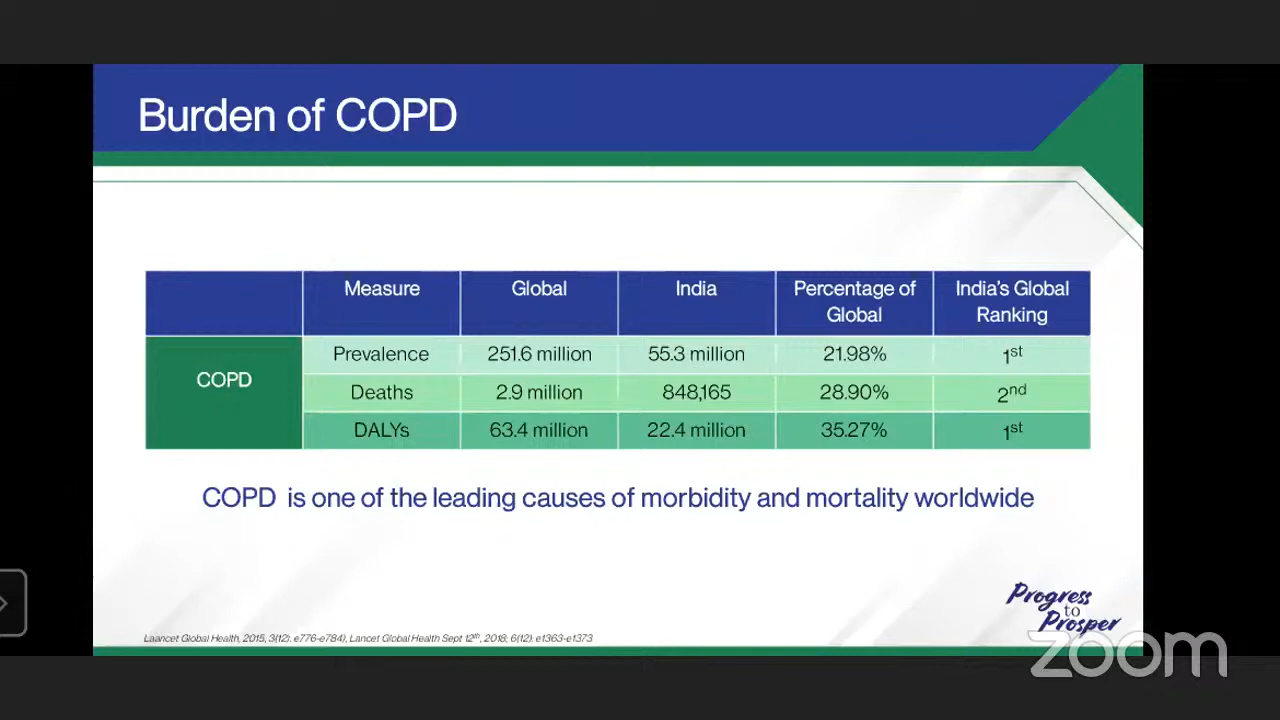 Burden of COPD
Measure Global India Percentage of Global India's Global Ranking
COPD
Prevalence 251.6 million 55.3 million 21.98% 1st
Deaths 2.9 million 848,165 28.90% 2nd
DALYs 63.4 million 22.4 million 35.27% 1st
COPD is one of the leading causes of morbidity and mortality worldwide
Progress
to
Prosper
Laancet Global Health, 2015, 3(12): e776-e784), Lancet Global Health Sept 12th, 2018; 6(12): e1363-e1373
zoom